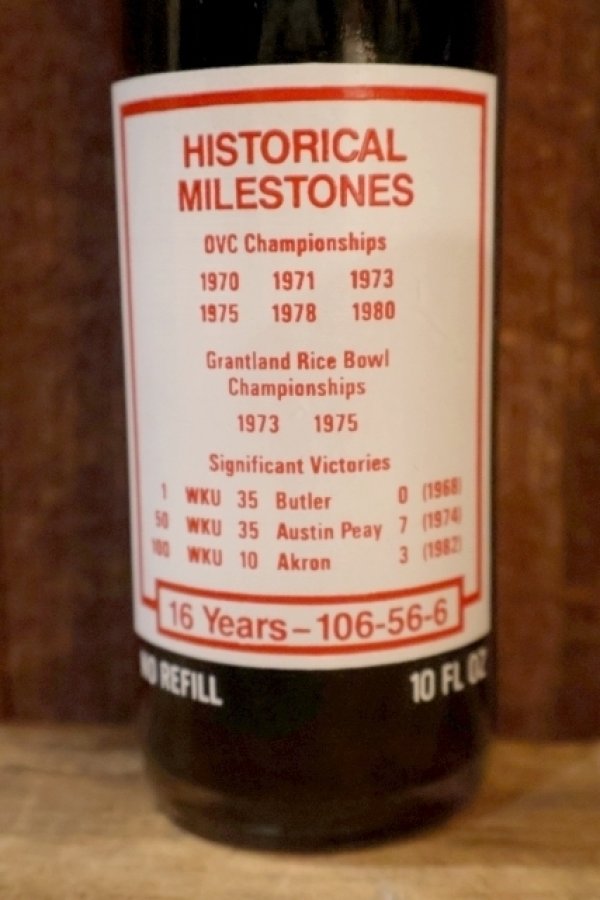 HISTORICAL
MILESTONES
OVC Championships
1970 1971 1973
1975 1978 1980
Grantland Rice Bowl
Championships
1973 1975
Significant Victories
1 WKU 35 Butler 0 (1968)
50 WKU 35 Austin Peay 7 (1974)
100 WKU 10 Akron 3 (1982)
16 Years–106-56-6
NO REFILL 10 FL OZ